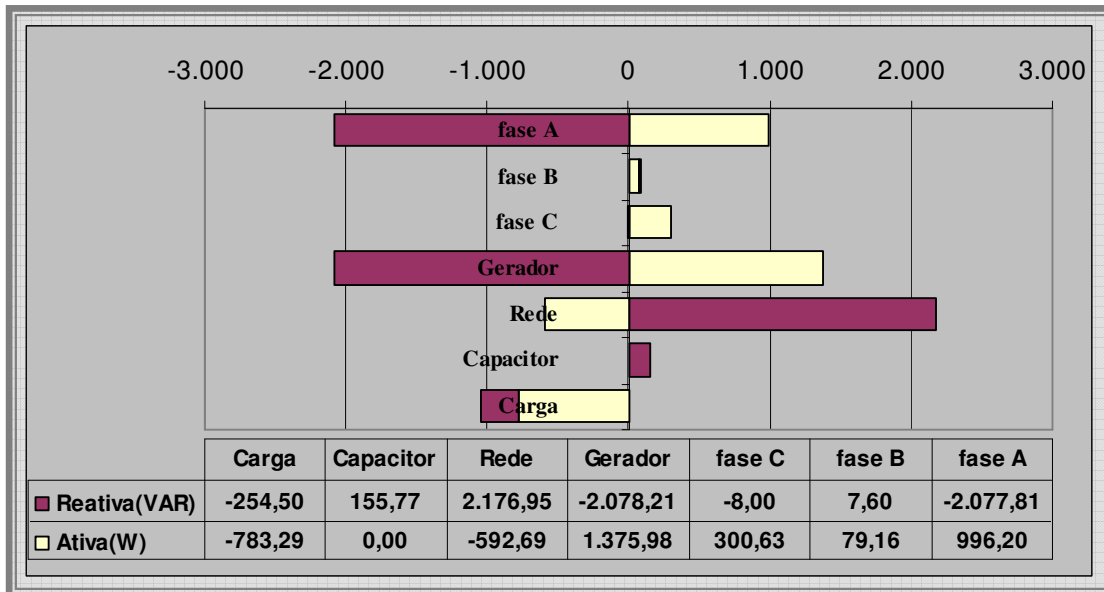 -3.000 -2.000 -1.000 0 1.000 2.000 3.000
fase A
fase B
fase C
Gerador
Rede
Capacitor
Carga
Carga Capacitor Rede Gerador fase C fase B fase A
Reativa(VAR) -254,50 155,77 2.176,95 -2.078,21 -8,00 7,60 -2.077,81
Ativa(W) -783,29 0,00 -592,69 1.375,98 300,63 79,16 996,20